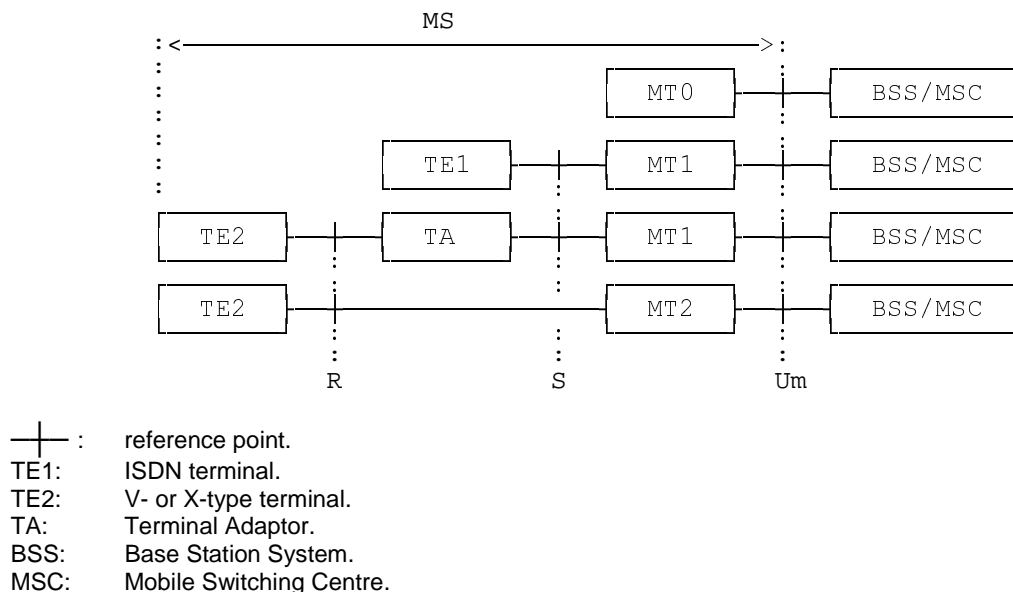 MS
MT0 BSS/MSC
TE1 MT1 BSS/MSC
TE2 TA MT1 BSS/MSC
TE2 MT2 BSS/MSC
R S Um
: reference point.
TE1: ISDN terminal.
TE2: V- or X-type terminal.
TA: Terminal Adaptor.
BSS: Base Station System.
MSC: Mobile Switching Centre.